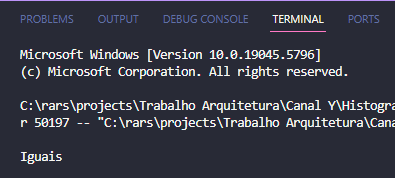 PROBLEMS OUTPUT DEBUG CONSOLE TERMINAL PORTS
Microsoft Windows [Version 10.0.19045.5796]
(c) Microsoft Corporation. All rights reserved.
C:\rars\projects\Trabalho Arquitetura\Canal Y\Histogra
r 50197 -- "C:\rars\projects\Trabalho Arquitetura\Cana
Iguais